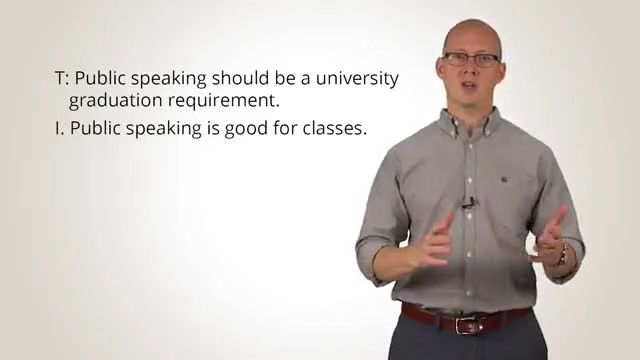 T: Public speaking should be a university
graduation requirement.
I. Public speaking is good for classes.